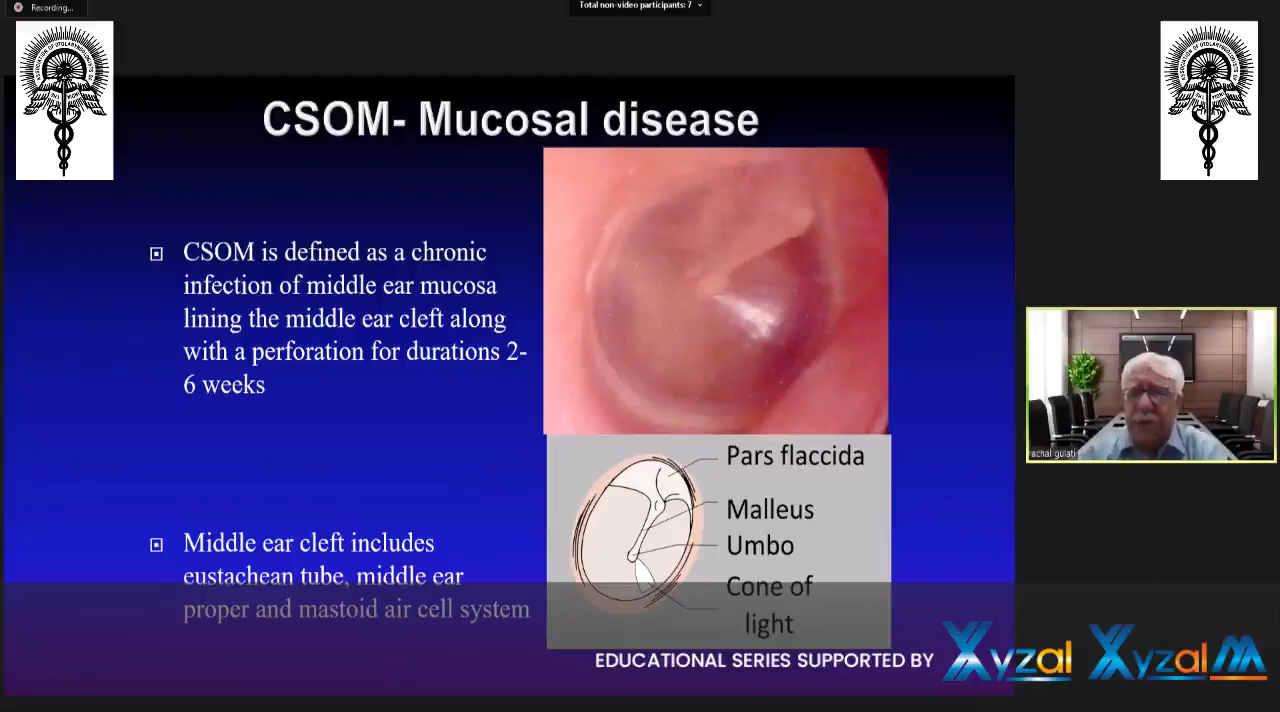 Recording...
Total non-video participants: 7
CSOM- Mucosal disease
CSOM is defined as a chronic
infection of middle ear mucosa
lining the middle ear cleft along
with a perforation for durations 2-
6 weeks
Middle ear cleft includes
eustachean tube, middle ear
proper and mastoid air cell system
Pars flaccida
Malleus
Umbo
Cone of
light
achal gulati
EDUCATIONAL SERIES SUPPORTED BY
Xyzal
Xyzal M